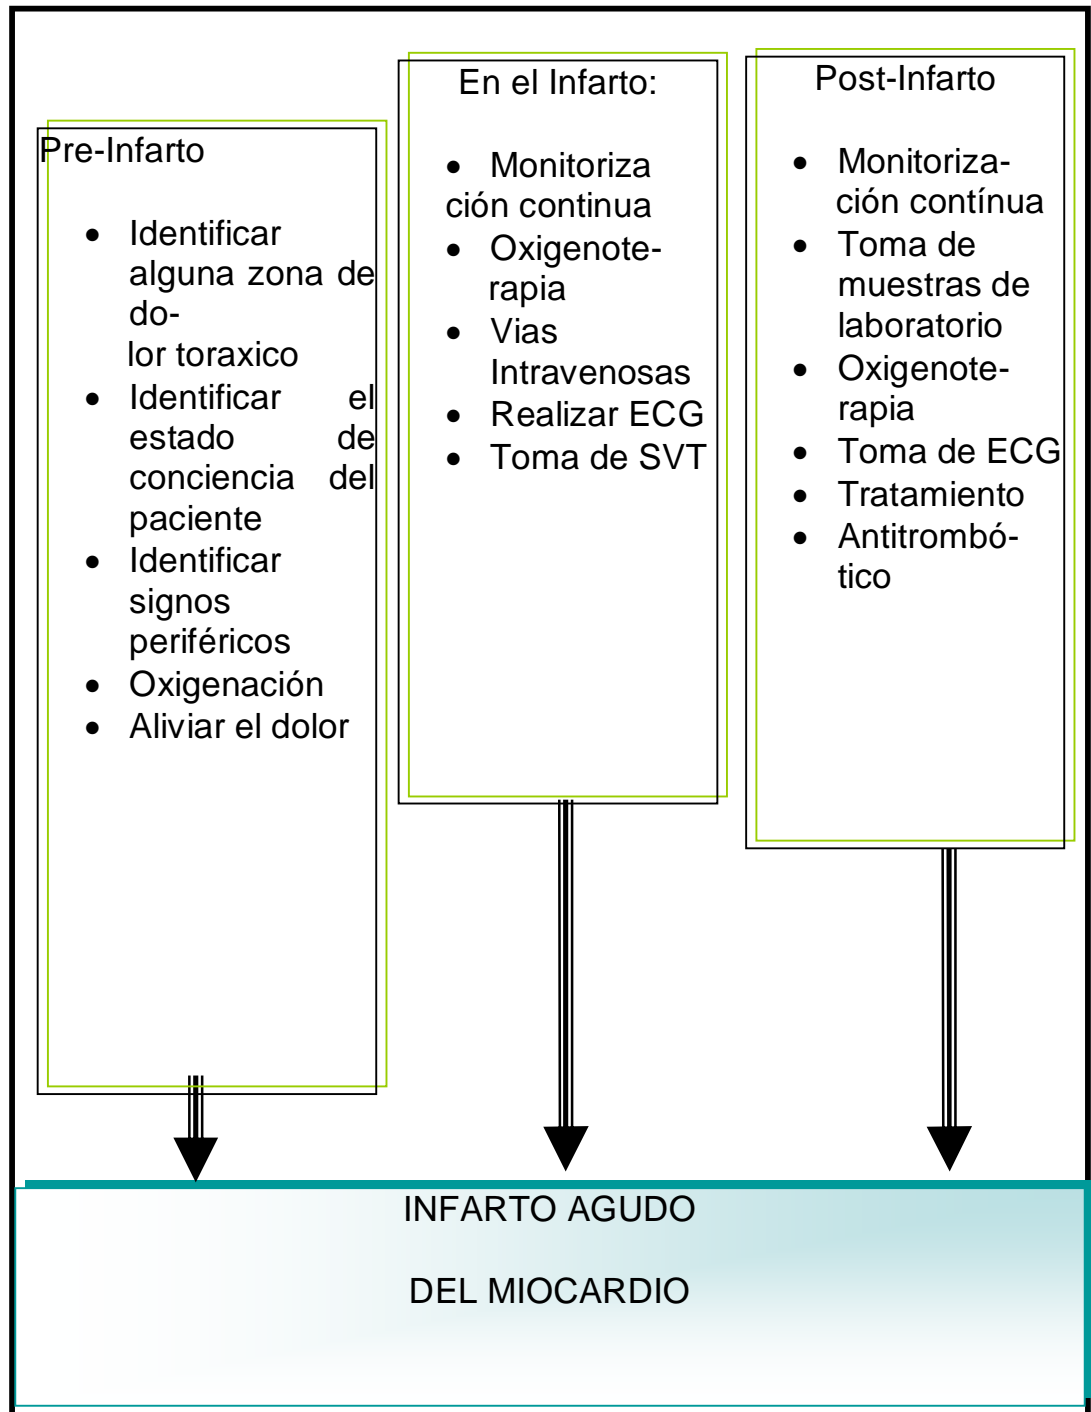 Pre-Infarto
• Identificar
alguna zona de
do-
lor toraxico
• Identificar el
estado de
conciencia del
paciente
• Identificar
signos
periféricos
• Oxigenación
• Aliviar el dolor
En el Infarto:
• Monitoriza
ción continua
• Oxigenote-
rapia
• Vias
Intravenosas
• Realizar ECG
• Toma de SVT
Post-Infarto
• Monitoriza-
ción contínua
• Toma de
muestras de
laboratorio
• Oxigenote-
rapia
• Toma de ECG
• Tratamiento
• Antitrombó-
tico
INFARTO AGUDO
DEL MIOCARDIO